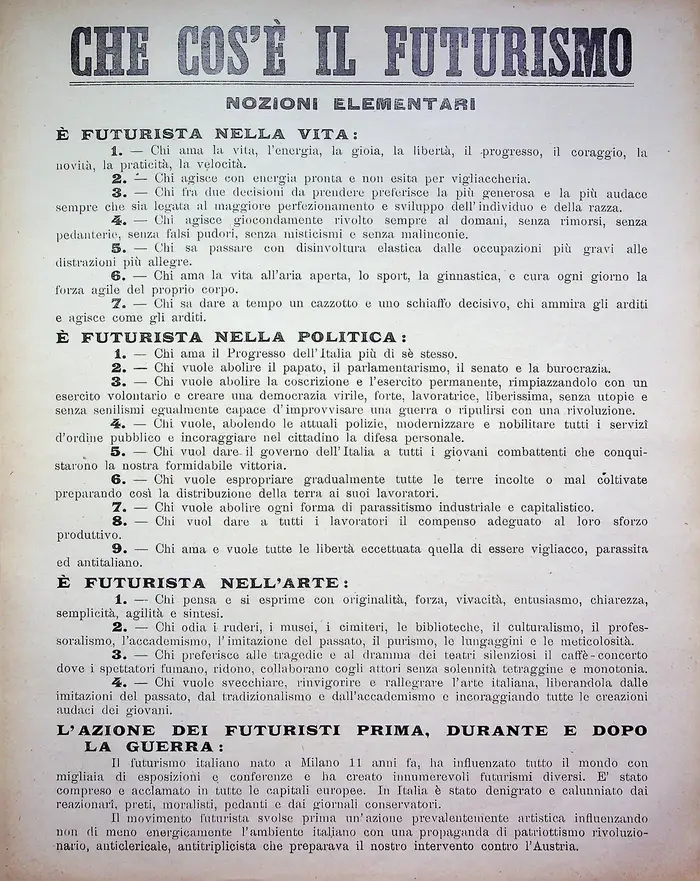 CHE COS'È IL FUTURISMO
NOZIONI ELEMENTARI
È FUTURISTA NELLA VITA:
1. — Chi ama la vita, l'energia, la gioia, la libertà, il progresso, il coraggio, la
novità, la praticità, la velocità.
2. — Chi agisce con energia pronta e non esita per vigliaccheria.
3. — Chi fra due decisioni da prendere preferisce la più generosa e la più audace
sempre che sia legata al maggiore perfezionamento e sviluppo dell'individuo e della razza.
4. — Chi agisce giocondamente rivolto sempre al domani, senza rimorsi, senza
pedanterie, senza falsi pudori, senza misticismi e senza malinconie.
5. — Chi sa passare con disinvoltura elastica dalle occupazioni più gravi alle
distrazioni più allegre.
6. — Chi ama la vita all'aria aperta, lo sport, la ginnastica, e cura ogni giorno la
forza agile del proprio corpo.
7. — Chi sa dare a tempo un cazzotto e uno schiaffo decisivo, chi ammira gli arditi
e agisce come gli arditi.
È FUTURISTA NELLA POLITICA:
1. — Chi ama il Progresso dell'Italia più di sè stesso.
2. — Chi vuole abolire il papato, il parlamentarismo, il senato e la burocrazia.
3. — Chi vuole abolire la coscrizione e l'esercito permanente, rimpiazzandolo con un
esercito volontario e creare una democrazia virile, forte, lavoratrice, liberissima, senza utopie e
senza senilismi egualmente capace d'improvvisare una guerra o ripulirsi con una rivoluzione.
4. — Chi vuole, abolendo le attuali polizie, modernizzare e nobilitare tutti i servizî
d'ordine pubblico e incoraggiare nel cittadino la difesa personale.
5. — Chi vuol dare il governo dell'Italia a tutti i giovani combattenti che conqui-
starono la nostra formidabile vittoria.
6. — Chi vuole espropriare gradualmente tutte le terre incolte o mal coltivate
preparando così la distribuzione della terra ai suoi lavoratori.
7. — Chi vuole abolire ogni forma di parassitismo industriale e capitalistico.
8. — Chi vuol dare a tutti i lavoratori il compenso adeguato al loro sforzo
produttivo.
9. — Chi ama e vuole tutte le libertà eccettuata quella di essere vigliacco, parassita
ed antitaliano.
È FUTURISTA NELL'ARTE:
1. — Chi pensa e si esprime con originalità, forza, vivacità, entusiasmo, chiarezza,
semplicità, agilità e sintesi.
2. — Chi odia i ruderi, i musei, i cimiteri, le biblioteche, il culturalismo, il profes-
soralismo, l'accademismo, l'imitazione del passato, il purismo, le lungaggini e le meticolosità.
3. — Chi preferisce alle tragedie e al dramma dei teatri silenziosi il caffè-concerto
dove i spettatori fumano, ridono, collaborano cogli attori senza solennità tetraggine e monotonia.
4. — Chi vuole svecchiare, rinvigorire e rallegrare l'arte italiana, liberandola dalle
imitazioni del passato, dal tradizionalismo e dall'accademismo e incoraggiando tutte le creazioni
audaci dei giovani.
L'AZIONE DEI FUTURISTI PRIMA, DURANTE E DOPO
LA GUERRA:
Il futurismo italiano nato a Milano 11 anni fa, ha influenzato tutto il mondo con
migliaia di esposizioni e conferenze e ha creato innumerevoli futurismi diversi. E' stato
compreso e acclamato in tutte le capitali europee. In Italia è stato denigrato e calunniato dai
reazionarî, preti, moralisti, pedanti e dai giornali conservatori.
Il movimento futurista svolse prima un'azione prevalentemente artistica influenzando
non di meno energicamente l'ambiente italiano con una propaganda di patriottismo rivoluzio-
nario, anticlericale, antitriplicista che preparava il nostro intervento contro l'Austria.